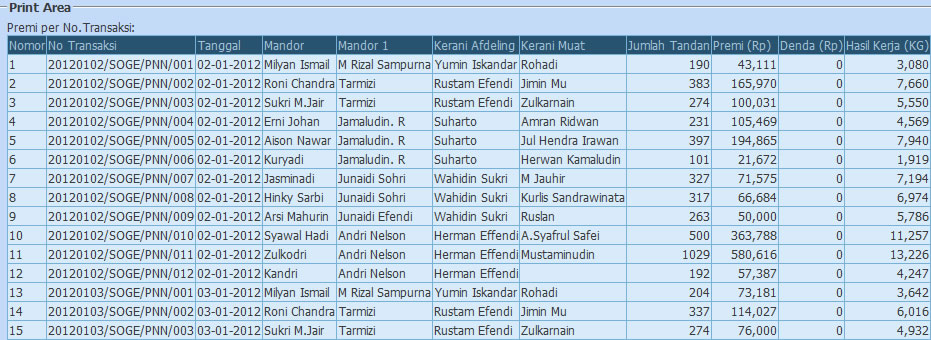 Print Area
Premi per No.Transaksi:
Nomor No Transaksi Tanggal Mandor Mandor 1 Kerani Afdeling Kerani Muat Jumlah Tandan Premi (Rp) Denda (Rp) Hasil Kerja (KG)
1 20120102/SOGE/PNN/001 02-01-2012 Milyan Ismail M Rizal Sampurna Yumin Iskandar Rohadi 190 43,111 0 3,080
2 20120102/SOGE/PNN/002 02-01-2012 Roni Chandra Tarmizi Rustam Efendi Jimin Mu 383 165,970 0 7,660
3 20120102/SOGE/PNN/003 02-01-2012 Sukri M.Jair Tarmizi Rustam Efendi Zulkarnain 274 100,031 0 5,550
4 20120102/SOGE/PNN/004 02-01-2012 Erni Johan Jamaludin. R Suharto Amran Ridwan 231 105,469 0 4,569
5 20120102/SOGE/PNN/005 02-01-2012 Aison Nawar Jamaludin. R Suharto Jul Hendra Irawan 397 194,865 0 7,940
6 20120102/SOGE/PNN/006 02-01-2012 Kuryadi Jamaludin. R Suharto Herwan Kamaludin 101 21,672 0 1,919
7 20120102/SOGE/PNN/007 02-01-2012 Jasminadi Junaidi Sohri Wahidin Sukri M Jauhir 327 71,575 0 7,194
8 20120102/SOGE/PNN/008 02-01-2012 Hinky Sarbi Junaidi Sohri Wahidin Sukri Kurlis Sandrawinata 317 66,684 0 6,974
9 20120102/SOGE/PNN/009 02-01-2012 Arsi Mahurin Junaidi Efendi Wahidin Sukri Ruslan 263 50,000 0 5,786
10 20120102/SOGE/PNN/010 02-01-2012 Syawal Hadi Andri Nelson Herman Effendi A.Syafrul Safei 500 363,788 0 11,257
11 20120102/SOGE/PNN/011 02-01-2012 Zulkodri Andri Nelson Herman Effendi Mustaminudin 1029 580,616 0 13,226
12 20120102/SOGE/PNN/012 02-01-2012 Kandri Andri Nelson Herman Effendi 192 57,387 0 4,247
13 20120103/SOGE/PNN/001 03-01-2012 Milyan Ismail M Rizal Sampurna Yumin Iskandar Rohadi 204 73,181 0 3,642
14 20120103/SOGE/PNN/002 03-01-2012 Roni Chandra Tarmizi Rustam Efendi Jimin Mu 337 114,027 0 6,016
15 20120103/SOGE/PNN/003 03-01-2012 Sukri M.Jair Tarmizi Rustam Efendi Zulkarnain 274 76,000 0 4,932